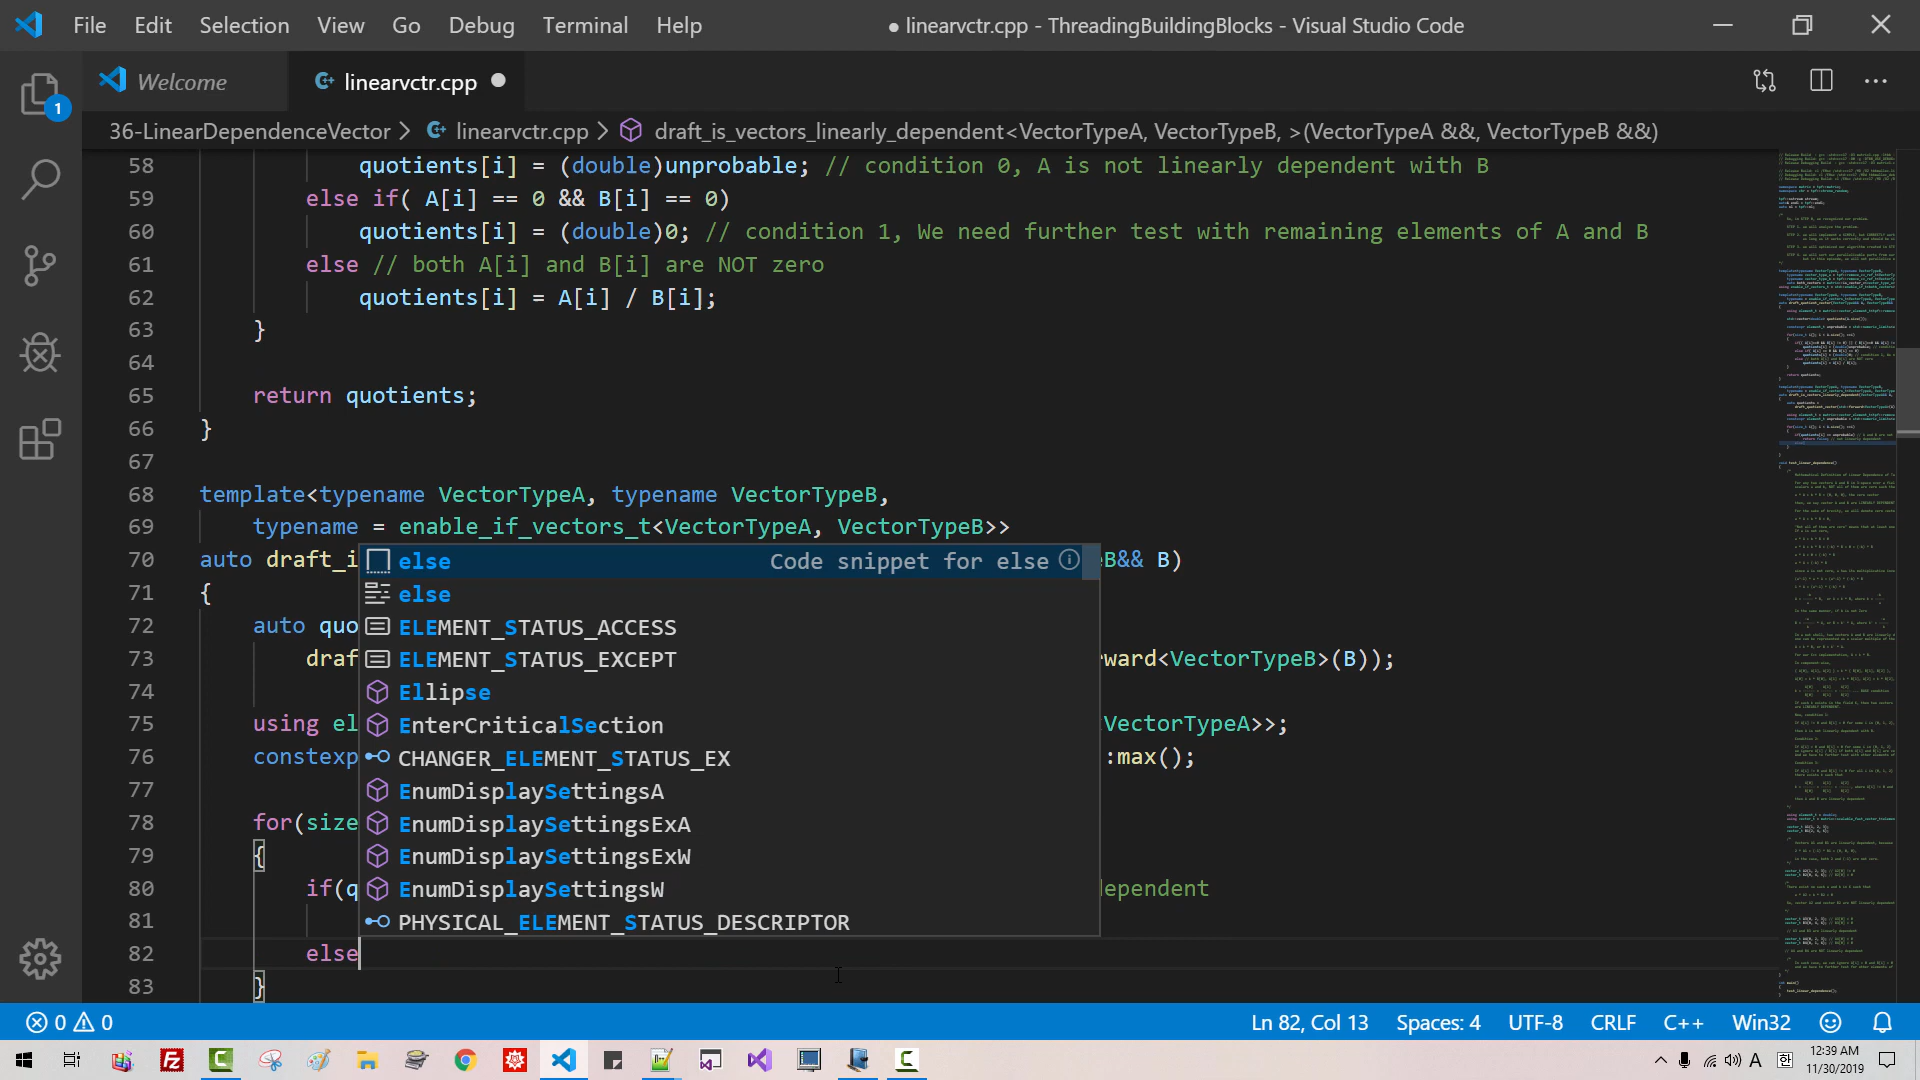 File Edit Selection View Go Debug Terminal Help
● linearvctr.cpp - ThreadingBuildingBlocks - Visual Studio Code
Welcome
linearvctr.cpp ●
1
36-LinearDependenceVector > linearvctr.cpp > draft_is_vectors_linearly_dependent<VectorTypeA, VectorTypeB, >(VectorTypeA &&, VectorTypeB &&)
58 quotients[i] = (double)unprobable; // condition 0, A is not linearly dependent with B
59 else if( A[i] == 0 && B[i] == 0)
60 quotients[i] = (double)0; // condition 1, We need further test with remaining elements of A and B
61 else // both A[i] and B[i] are NOT zero
62 quotients[i] = A[i] / B[i];
63 }
64
65 return quotients;
66 }
67
68 template<typename VectorTypeA, typename VectorTypeB,
69 typename = enable_if_vectors_t<VectorTypeA, VectorTypeB>>
70 auto draft_i eB&& B)
else Code snippet for else
71 {
else
ELEMENT_STATUS_ACCESS
72 auto quo
ELEMENT_STATUS_EXCEPT
73 draf rward<VectorTypeB>(B));
74
Ellipse
75 using el VectorTypeA>>;
EnterCriticalSection
76 constexp :max();
CHANGER_ELEMENT_STATUS_EX
77
EnumDisplaySettingsA
78 for(size
EnumDisplaySettingsExA
79 {
EnumDisplaySettingsExW
80 if(q dependent
EnumDisplaySettingsW
81
PHYSICAL_ELEMENT_STATUS_DESCRIPTOR
82 else
83 }
0 0
Ln 82, Col 13 Spaces: 4 UTF-8 CRLF C++ Win32
A 한 12:39 AM
11/30/2019